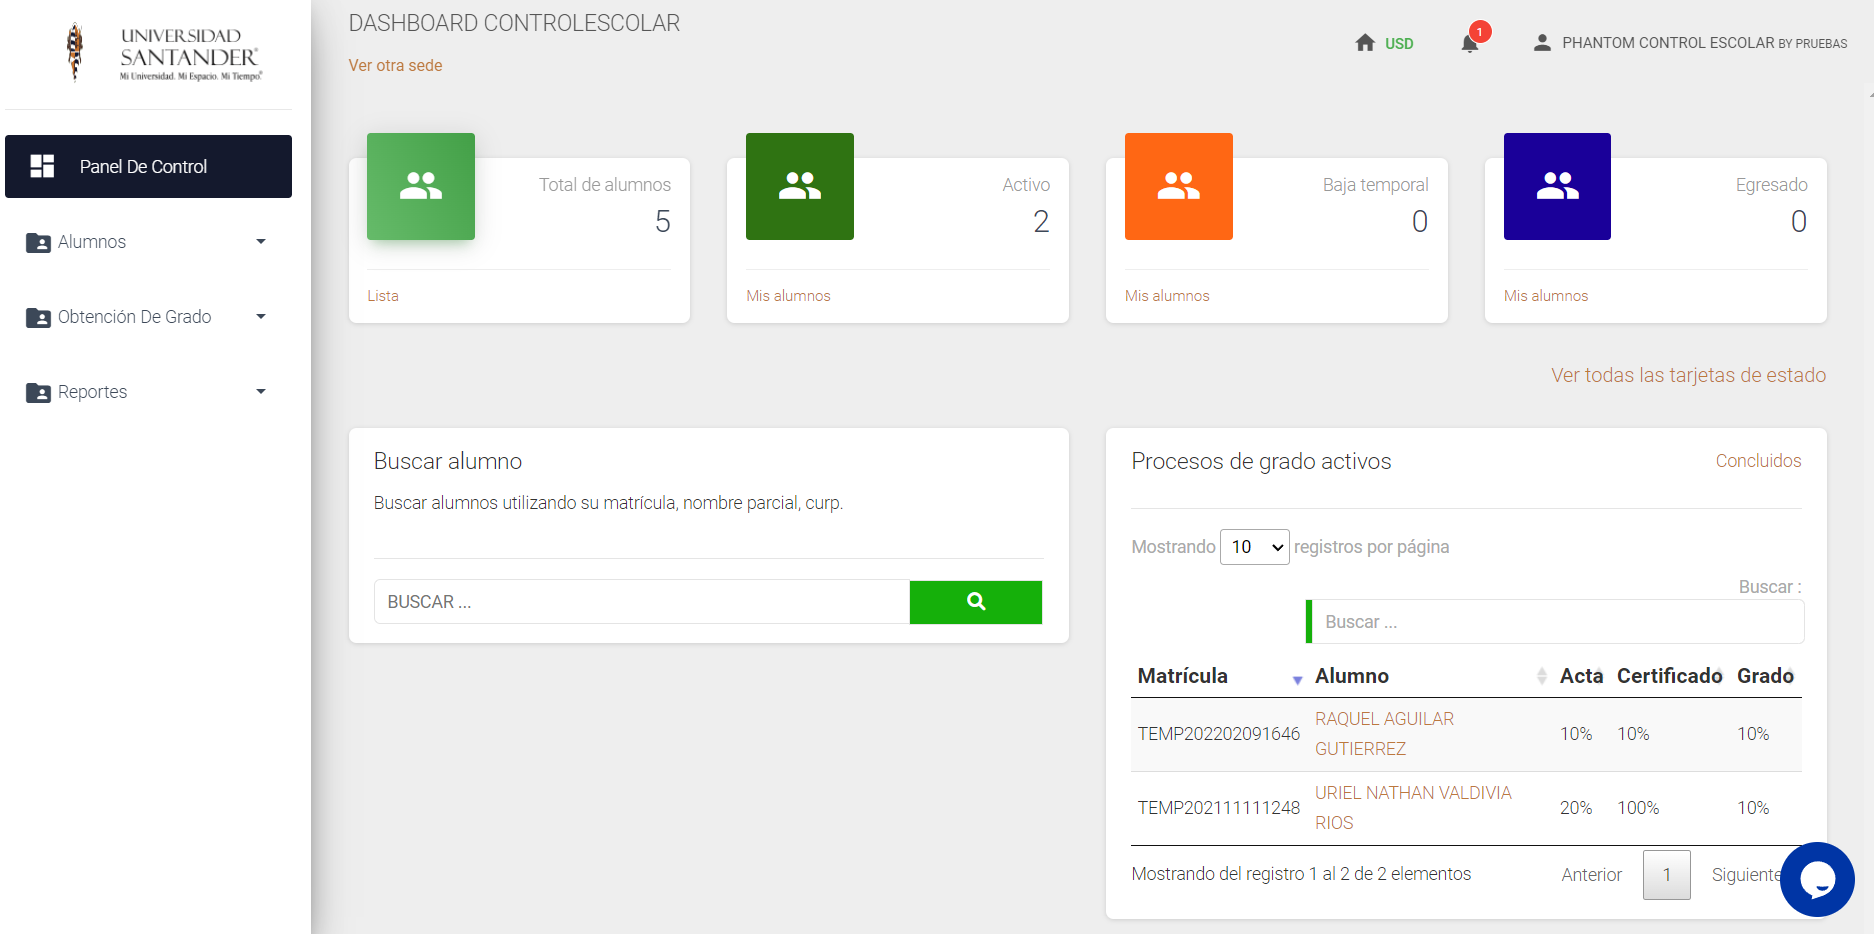 UNIVERSIDAD
SANTANDER
Mi Universidad. Mi Espacio. Mi Tiempo.®
DASHBOARD CONTROLESCOLAR
Ver otra sede
USD
1
PHANTOM CONTROL ESCOLAR BY PRUEBAS
Panel De Control
Alumnos
Obtención De Grado
Reportes
Total de alumnos
5
Lista
Activo
2
Mis alumnos
Baja temporal
0
Mis alumnos
Egresado
0
Mis alumnos
Ver todas las tarjetas de estado
Buscar alumno
Buscar alumnos utilizando su matrícula, nombre parcial, curp.
BUSCAR ...
Procesos de grado activos
Concluidos
Mostrando 10 registros por página
Buscar :
Buscar ...
Matrícula Alumno Acta Certificado Grado
TEMP202202091646 RAQUEL AGUILAR GUTIERREZ 10% 10% 10%
TEMP202111111248 URIEL NATHAN VALDIVIA RIOS 20% 100% 10%
Mostrando del registro 1 al 2 de 2 elementos
Anterior 1 Siguiente